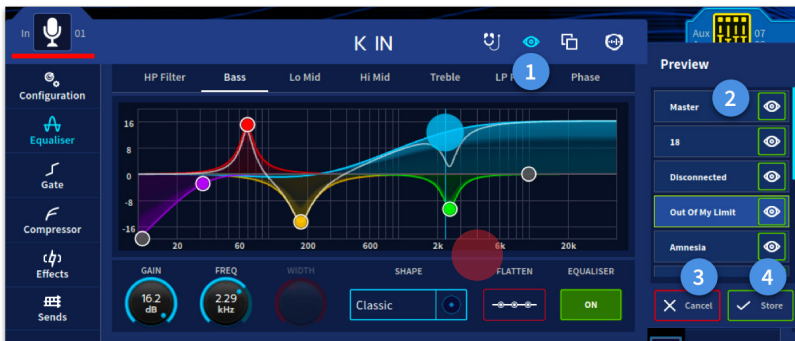 In
01
K IN
Aux
07
Preview
HP Filter
Bass
Lo Mid
Hi Mid
Treble
LP
Phase
1
2
Configuration
Equaliser
Gate
Compressor
Effects
Sends
16
8
0
-8
-16
20
60
200
600
2k
6k
20k
Master
18
Disconnected
Out Of My Limit
Amnesia
GAIN
16.2
dB
FREQ
2.29
kHz
WIDTH
SHAPE
Classic
FLATTEN
EQUALISER
ON
3
4
Cancel
Store